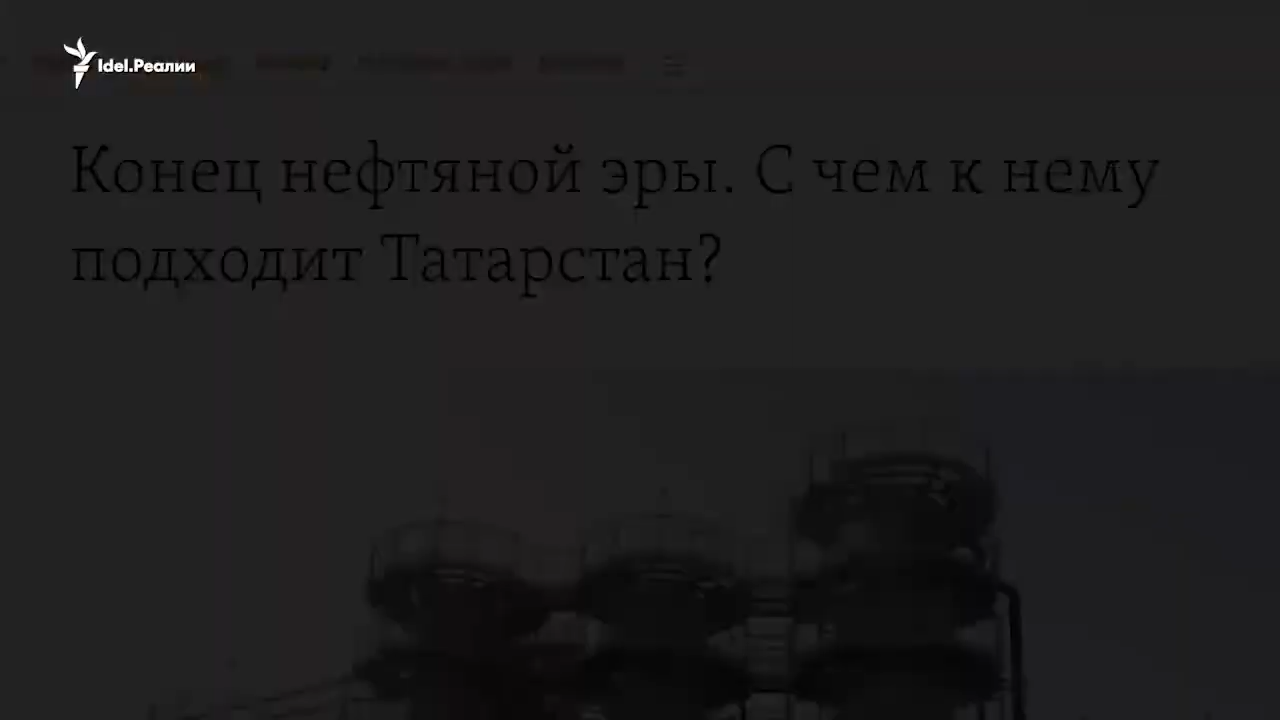 Idel.Реалии
Конец нефтяной эры. С чем к нему
подходит Татарстан?